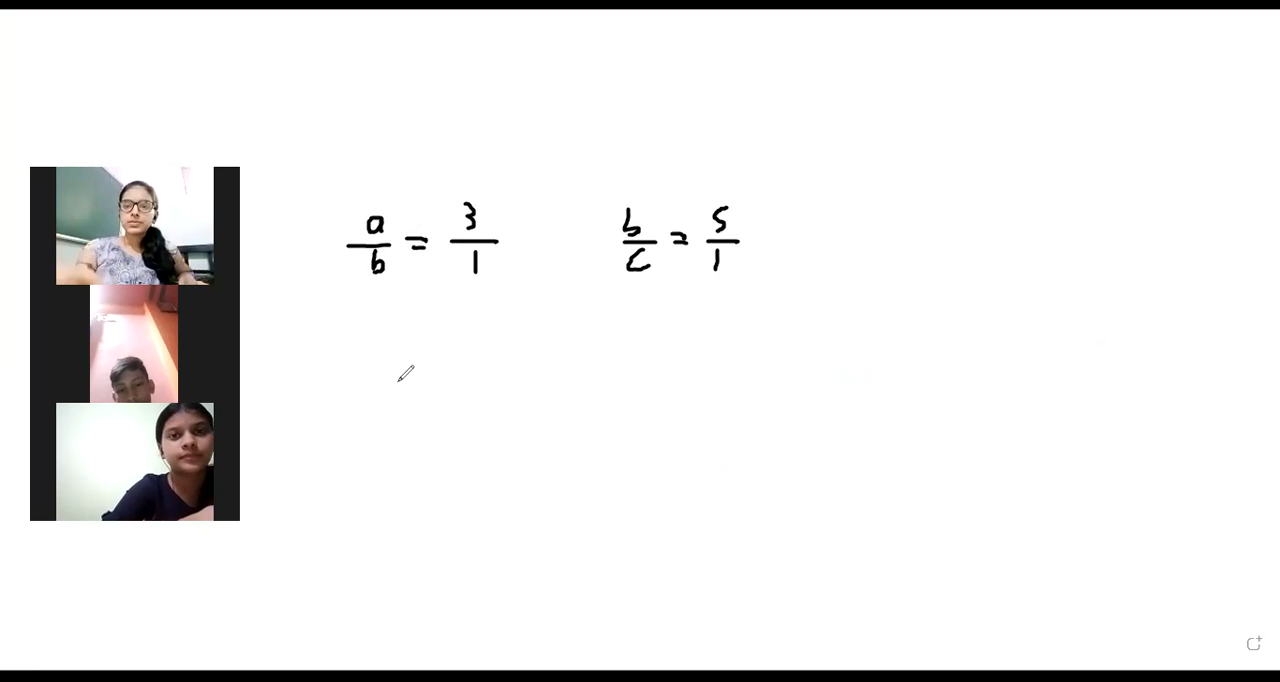 a/b = 3/1   b/c = 5/1